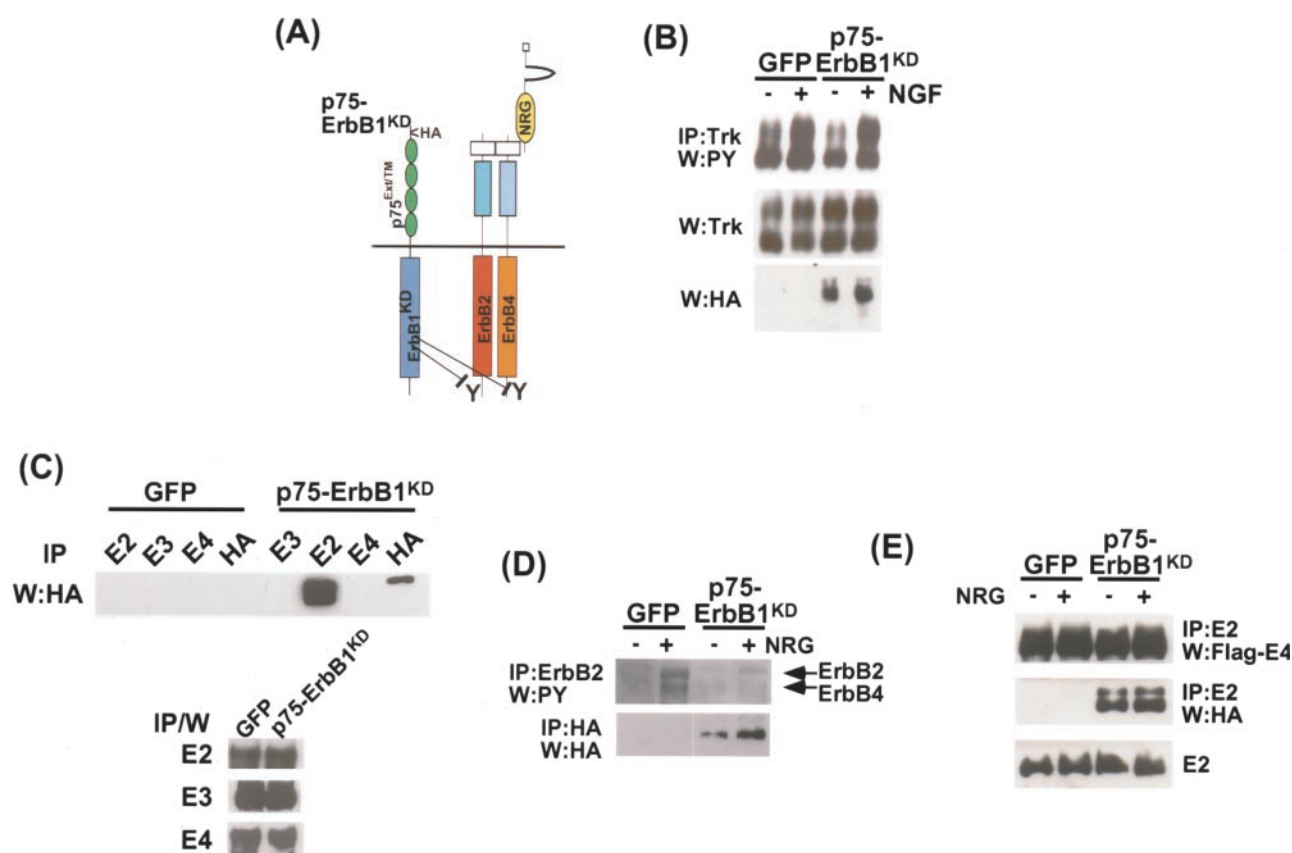 (A)
p75-
ErbB1KD
<HA
p75Ext/TM
NRG
ErbB1KD
ErbB2
ErbB4
Y
Y
(B)
p75-
GFP ErbB1KD
- + - + NGF
IP:Trk
W:PY
W:Trk
W:HA
(C)
GFP p75-ErbB1KD
IP E2 E3 E4 HA E3 E2 E4 HA
W:HA
IP/W GFP p75-ErbB1KD
E2
E3
E4
(D)
p75-
GFP ErbB1KD
- + - + NRG
IP:ErbB2
W:PY
ErbB2
ErbB4
IP:HA
W:HA
(E)
p75-
GFP ErbB1KD
NRG - + - +
IP:E2
W:Flag-E4
IP:E2
W:HA
E2